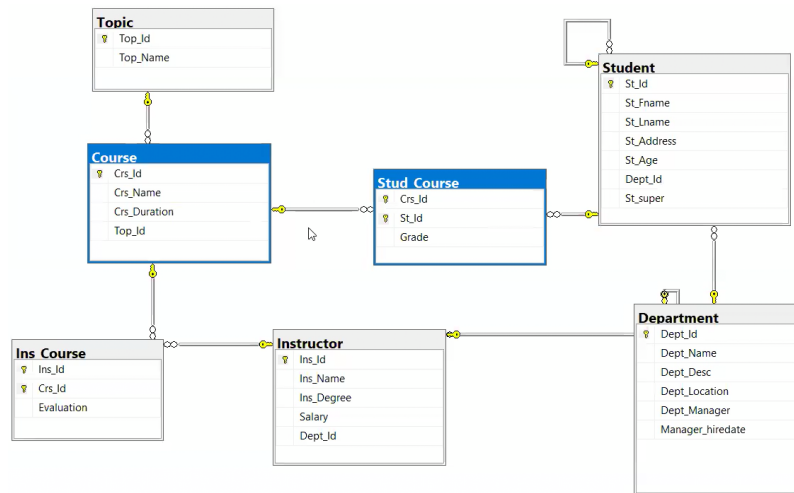 Topic
Top_Id
Top_Name
Course
Crs_Id
Crs_Name
Crs_Duration
Top_Id
Stud_Course
Crs_Id
St_Id
Grade
Student
St_Id
St_Fname
St_Lname
St_Address
St_Age
Dept_Id
St_super
Ins_Course
Ins_Id
Crs_Id
Evaluation
Instructor
Ins_Id
Ins_Name
Ins_Degree
Salary
Dept_Id
Department
Dept_Id
Dept_Name
Dept_Desc
Dept_Location
Dept_Manager
Manager_hiredate